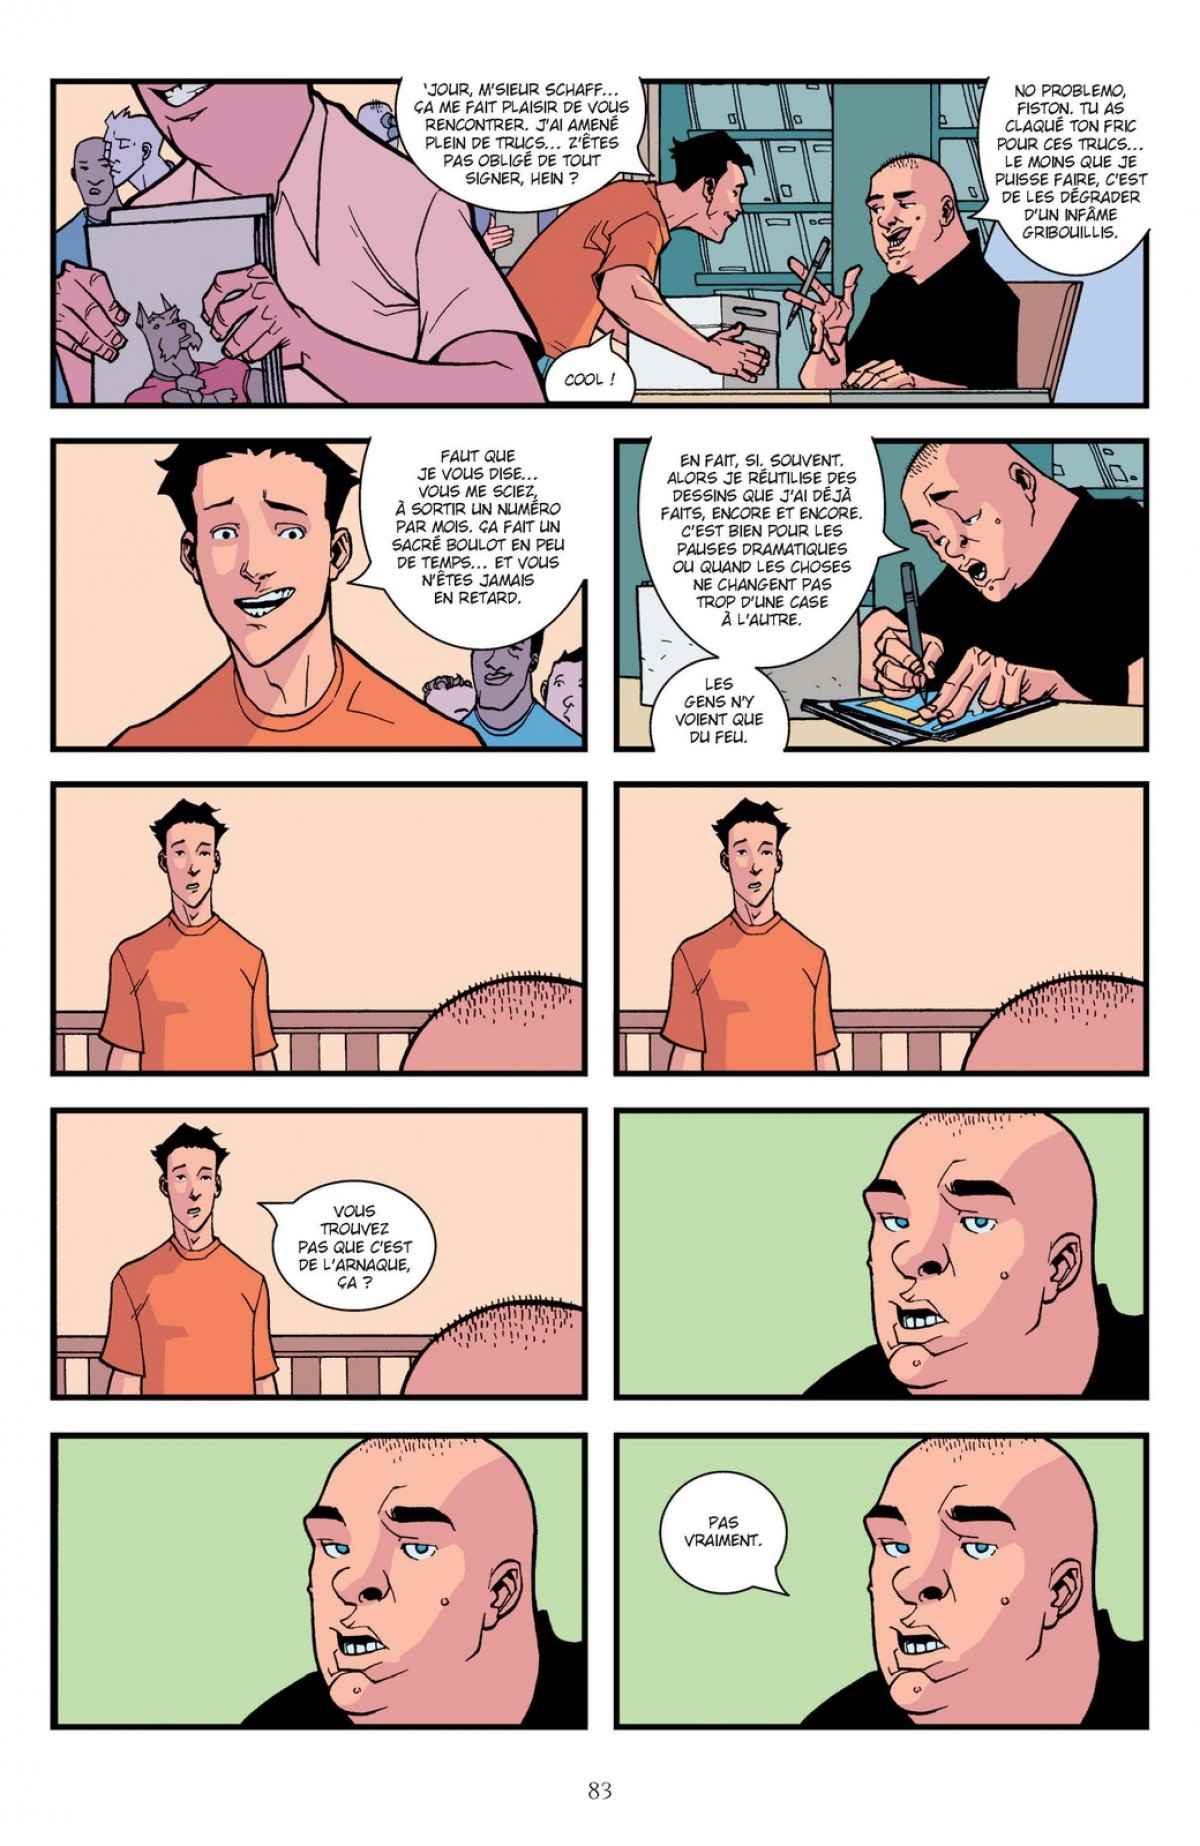 'JOUR, M'SIEUR SCHAFF...
ÇA ME FAIT PLAISIR DE VOUS
RENCONTRER. J'AI AMENÉ
PLEIN DE TRUCS... Z'ÊTES
PAS OBLIGÉ DE TOUT
SIGNER, HEIN ?
NO PROBLEMO,
FISTON. TU AS
CLAQUÉ TON FRIC
POUR CES TRUCS...
LE MOINS QUE JE
PUISSE FAIRE, C'EST
DE LES DÉGRADER
D'UN INFÂME
GRIBOUILLIS.
COOL !
FAUT QUE
JE VOUS DISE...
VOUS ME SCIEZ,
À SORTIR UN NUMÉRO
PAR MOIS. ÇA FAIT UN
SACRÉ BOULOT EN PEU
DE TEMPS... ET VOUS
N'ÊTES JAMAIS
EN RETARD.
EN FAIT, SI. SOUVENT.
ALORS JE RÉUTILISE DES
DESSINS QUE J'AI DÉJÀ
FAITS, ENCORE ET ENCORE.
C'EST BIEN POUR LES
PAUSES DRAMATIQUES
OU QUAND LES CHOSES
NE CHANGENT PAS
TROP D'UNE CASE
À L'AUTRE.
LES
GENS N'Y
VOIENT QUE
DU FEU.
VOUS
TROUVEZ
PAS QUE C'EST
DE L'ARNAQUE,
ÇA ?
PAS
VRAIMENT.
83